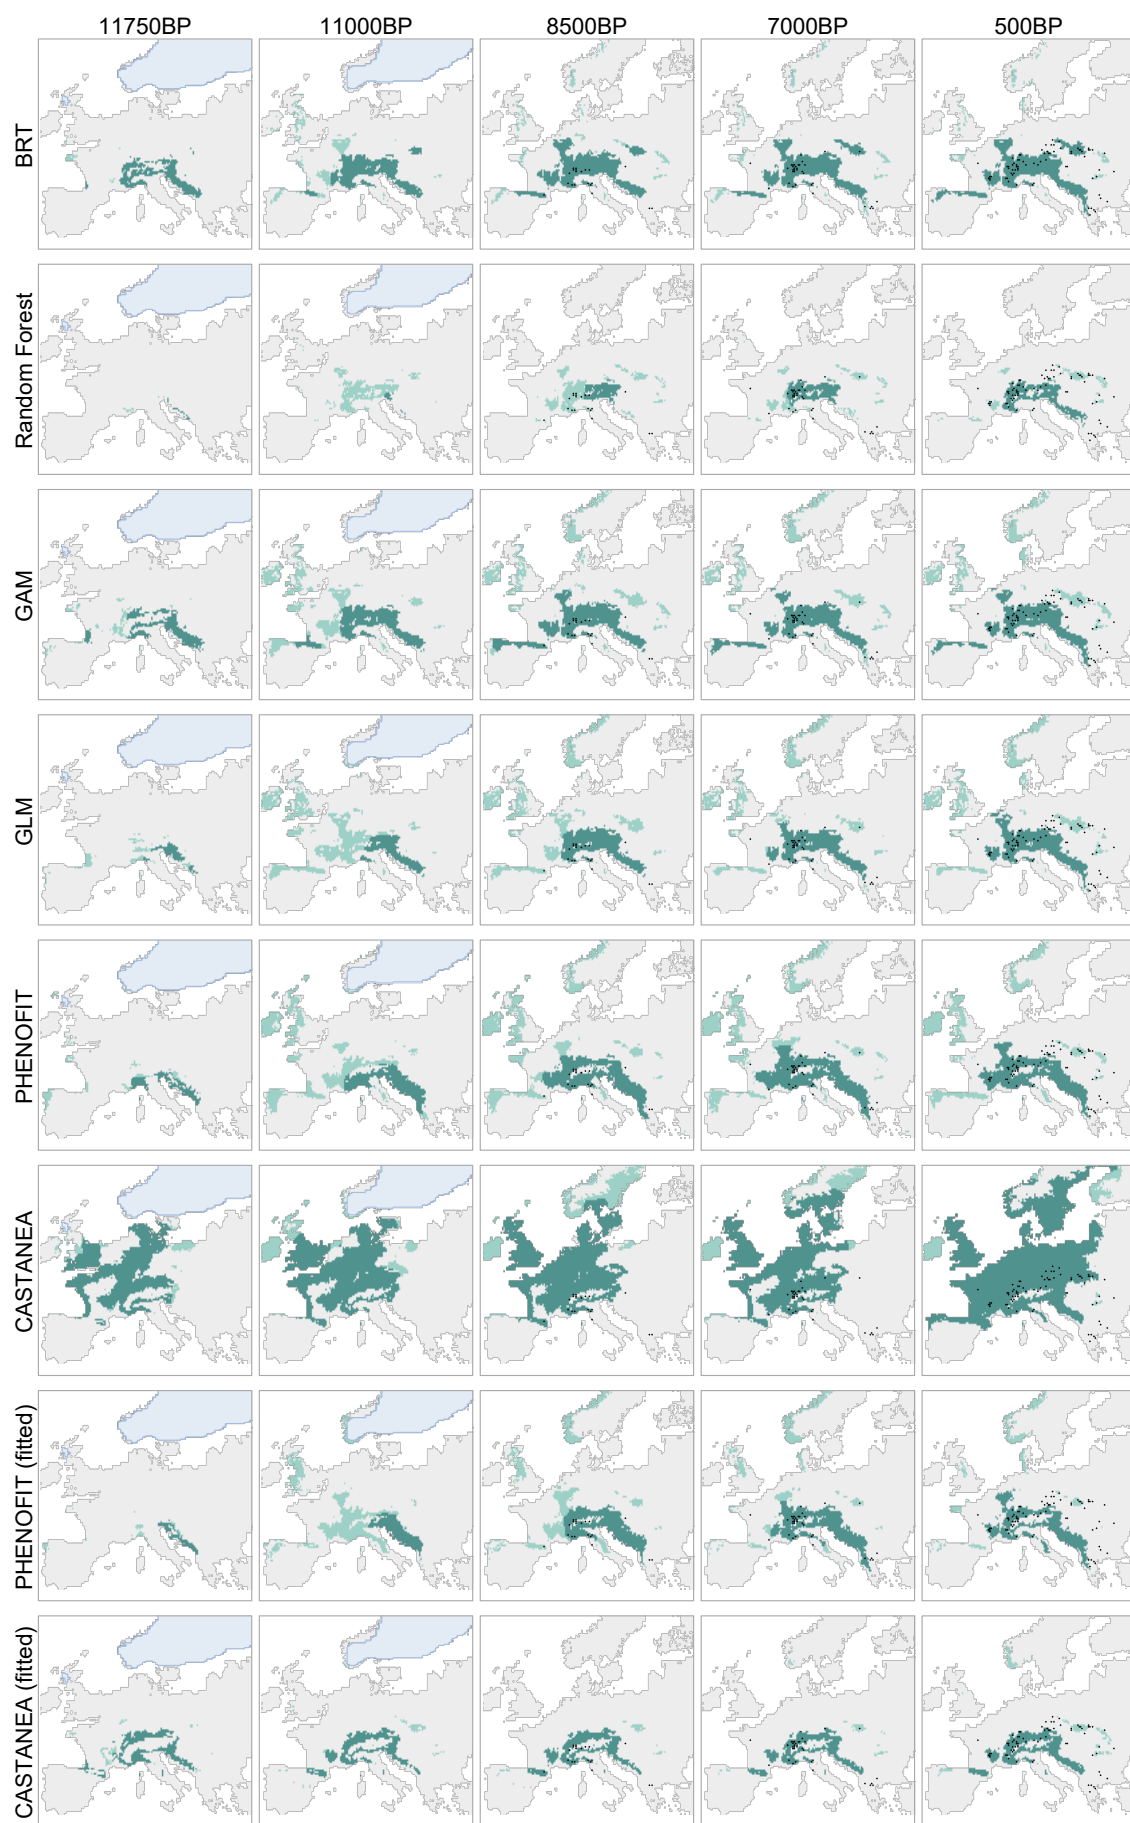 11750BP 11000BP 8500BP 7000BP 500BP
BRT
Random Forest
GAM
GLM
PHENOFIT
CASTANEA
PHENOFIT (fitted)
CASTANEA (fitted)